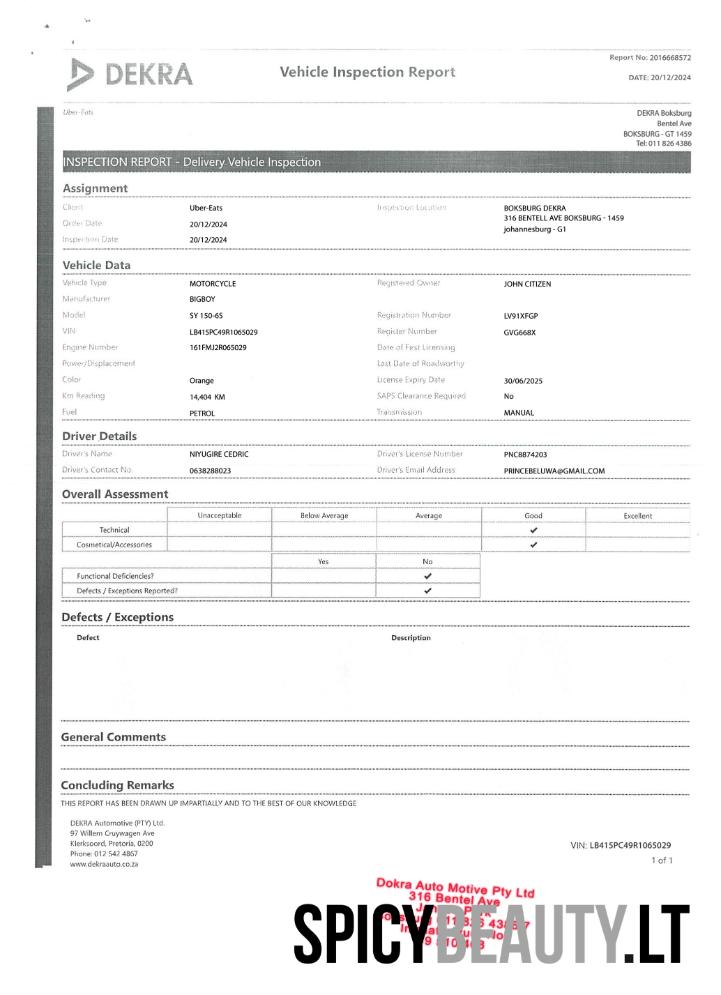 DEKRA
Vehicle Inspection Report
Report No: 2016668572
DATE: 20/12/2024
Uber-Eats
DEKRA Boksburg
Bentel Ave
BOKSBURG - GT 1459
Tel: 011 826 4386
INSPECTION REPORT - Delivery Vehicle Inspection
Assignment
Client Uber-Eats Inspection Location BOKSBURG DEKRA
316 BENTELL AVE BOKSBURG - 1459
Order Date 20/12/2024
johannesburg - G1
Inspection Date 20/12/2024
Vehicle Data
Vehicle Type MOTORCYCLE Registered Owner JOHN CITIZEN
Manufacturer BIGBOY
Model SY 150-65 Registration Number LV91XFGP
VIN LB415PC49R1065029 Register Number GVG668X
Engine Number 161FMJ2R065029 Date of First Licensing
Power/Displacement Last Date of Roadworthy
Color Orange License Expiry Date 30/06/2025
Km Reading 14,404 KM SAPS Clearance Required No
Fuel PETROL Transmission MANUAL
Driver Details
Driver's Name NIYUGIRE CEDRIC Driver's License Number PNC8874203
Driver's Contact No. 0638288023 Driver's Email Address PRINCEBELUWA@GMAIL.COM
Overall Assessment
Unacceptable Below Average Average Good Excellent
Technical ✓
Cosmetical/Accessories ✓
Yes No
Functional Deficiencies? ✓
Defects / Exceptions Reported? ✓
Defects / Exceptions
Defect Description
General Comments
Concluding Remarks
THIS REPORT HAS BEEN DRAWN UP IMPARTIALLY AND TO THE BEST OF OUR KNOWLEDGE
DEKRA Automotive (PTY) Ltd.
97 Willem Cruywagen Ave
Klerksoord, Pretoria, 0200
Phone: 012 542 4867
www.dekraauto.co.za
VIN: LB415PC49R1065029
1 of 1
Dokra Auto Motive Pty Ltd
316 Bentel Ave
SPICYBEAUTY.LT